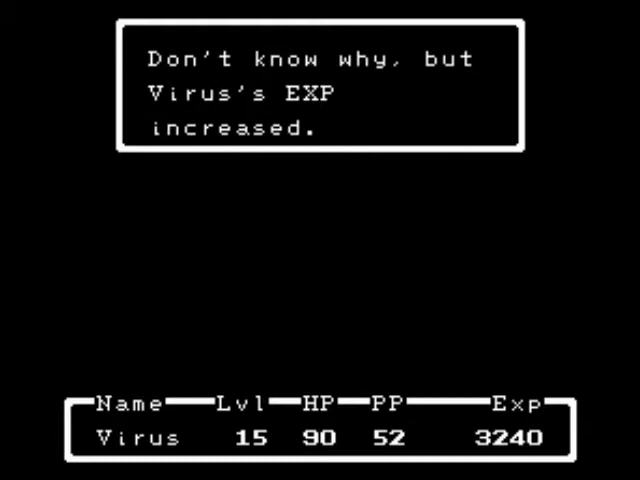 Don't know why, but
Virus's EXP
increased.
Name Lvl HP PP Exp
Virus 15 90 52 3240